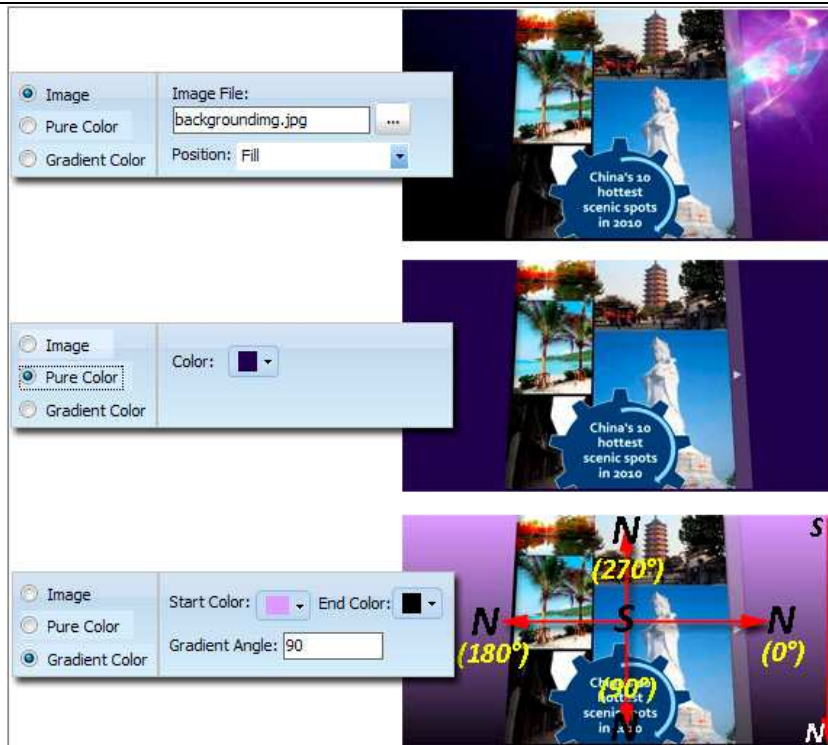 Image
Pure Color
Gradient Color
Image File:
backgroundimg.jpg
...
Position: Fill
China's 10
hottest
scenic spots
in 2010
Image
Pure Color
Gradient Color
Color:
China's 10
hottest
scenic spots
in 2010
Image
Pure Color
Gradient Color
Start Color:
End Color:
Gradient Angle: 90
N
(270°)
S
N
(180°)
S
N
(0°)
(90°)
N
N